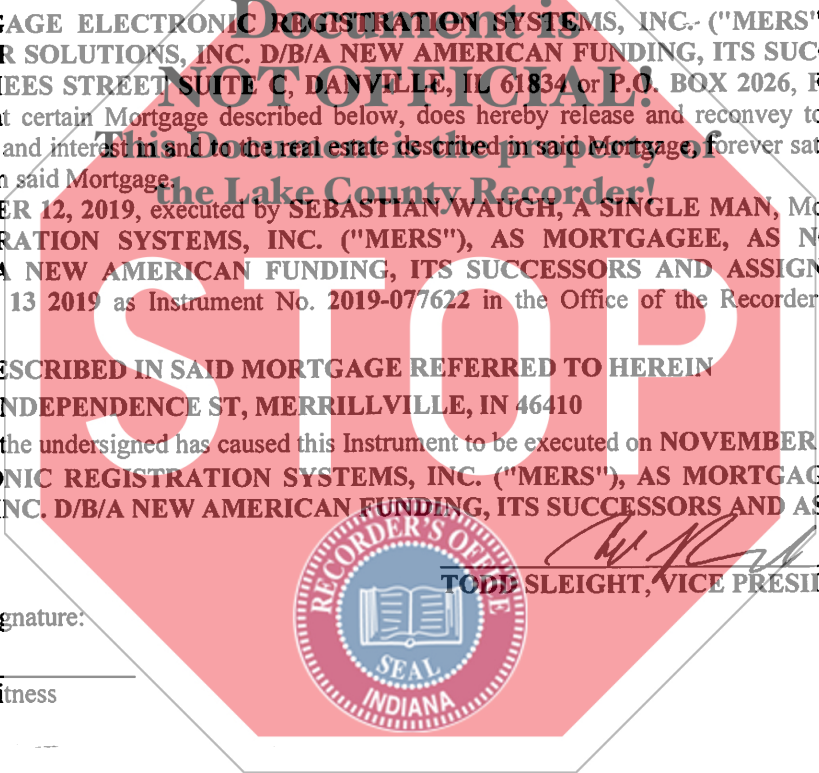 Document is
GAGE ELECTRONIC REGISTRATION SYSTEMS, INC. ("MERS"
R SOLUTIONS, INC. D/B/A NEW AMERICAN FUNDING, ITS SUC
NOT OFFICIAL!
EES STREET SUITE C, DANVILLE, IL 61834 or P.O. BOX 2026, F
t certain Mortgage described below, does hereby release and reconvey to
This Document is the property of
and interest in and to the real estate described in said Mortgage, forever sat
said Mortgage.
the Lake County Recorder!
ER 12, 2019, executed by SEBASTIAN WAUGH, A SINGLE MAN, Mo
RATION SYSTEMS, INC. ("MERS"), AS MORTGAGEE, AS N
A NEW AMERICAN FUNDING, ITS SUCCESSORS AND ASSIGN
13 2019 as Instrument No. 2019-077622 in the Office of the Recorder
STOP
ESCRIBED IN SAID MORTGAGE REFERRED TO HEREIN
NDEPENDENCE ST, MERRILLVILLE, IN 46410
the undersigned has caused this Instrument to be executed on NOVEMBER
NIC REGISTRATION SYSTEMS, INC. ("MERS"), AS MORTGAG
NC. D/B/A NEW AMERICAN FUNDING, ITS SUCCESSORS AND AS
RECORDER'S OFFICE
TODD SLEIGHT, VICE PRESID
gnature:
SEAL
itness
INDIANA